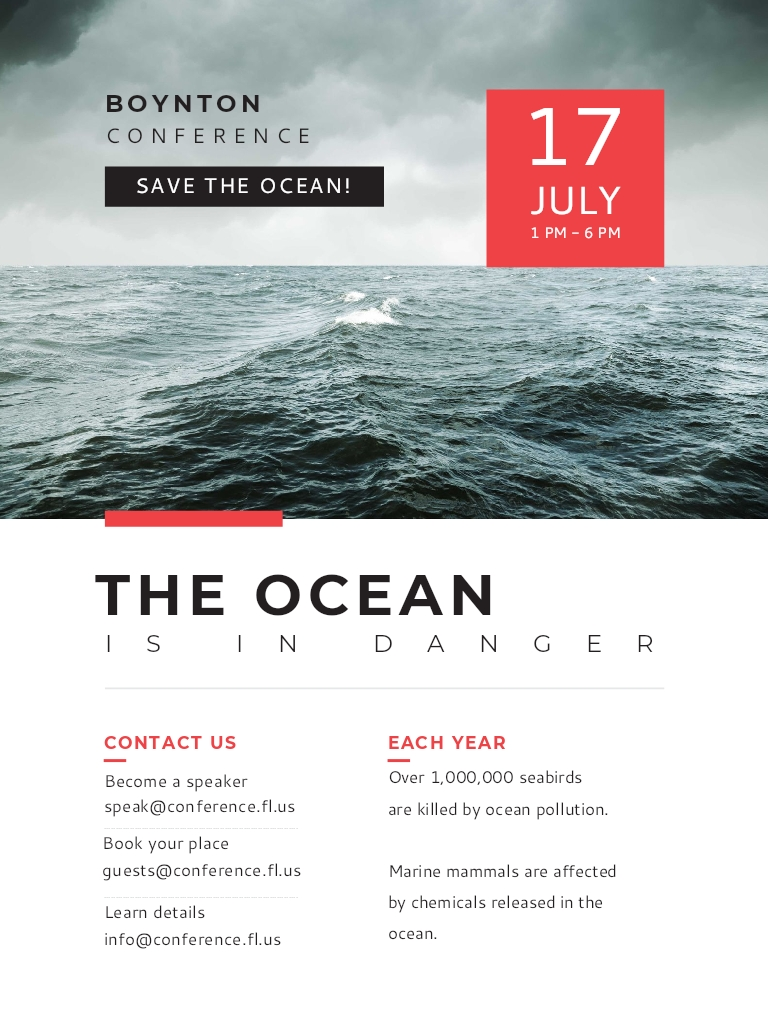 BOYNTON
CONFERENCE
SAVE THE OCEAN!
17
JULY
1 PM – 6 PM
THE OCEAN
IS IN DANGER
CONTACT US
Become a speaker
speak@conference.fl.us
Book your place
guests@conference.fl.us
Learn details
info@conference.fl.us
EACH YEAR
Over 1,000,000 seabirds
are killed by ocean pollution.
Marine mammals are affected
by chemicals released in the
ocean.